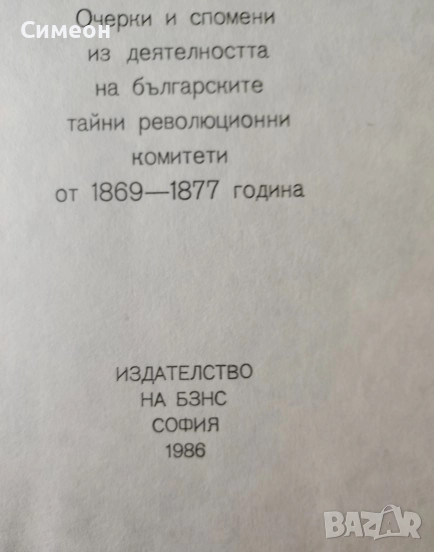 Симеон
Очерки и спомени
из деятелността
на българските
тайни революционни
комитети
от 1869—1877 година
ИЗДАТЕЛСТВО
НА БЗНС
СОФИЯ
1986
BAZAR